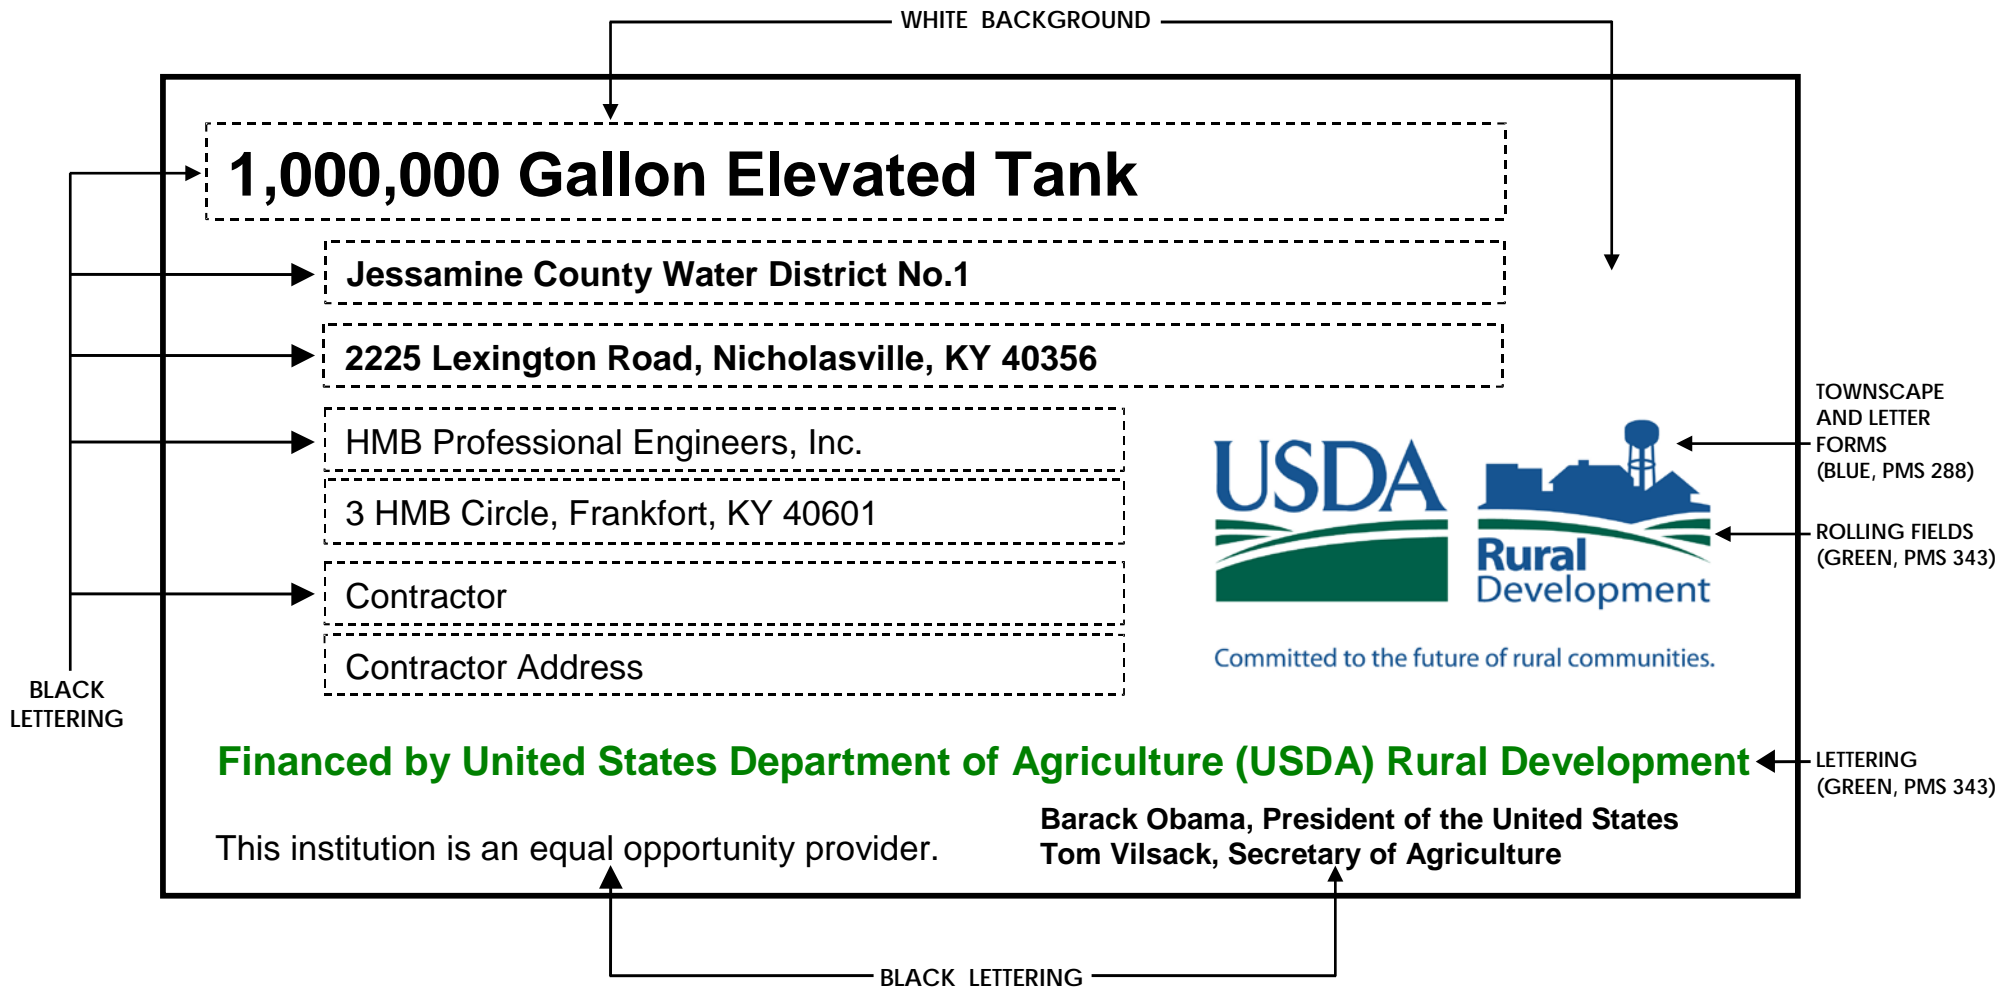 WHITE BACKGROUND
1,000,000 Gallon Elevated Tank
Jessamine County Water District No.1
2225 Lexington Road, Nicholasville, KY 40356
HMB Professional Engineers, Inc.
3 HMB Circle, Frankfort, KY 40601
Contractor
Contractor Address
BLACK
LETTERING
USDA
Rural
Development
Committed to the future of rural communities.
TOWNSCAPE
AND LETTER
FORMS
(BLUE, PMS 288)
ROLLING FIELDS
(GREEN, PMS 343)
Financed by United States Department of Agriculture (USDA) Rural Development
LETTERING
(GREEN, PMS 343)
This institution is an equal opportunity provider.
Barack Obama, President of the United States
Tom Vilsack, Secretary of Agriculture
BLACK LETTERING